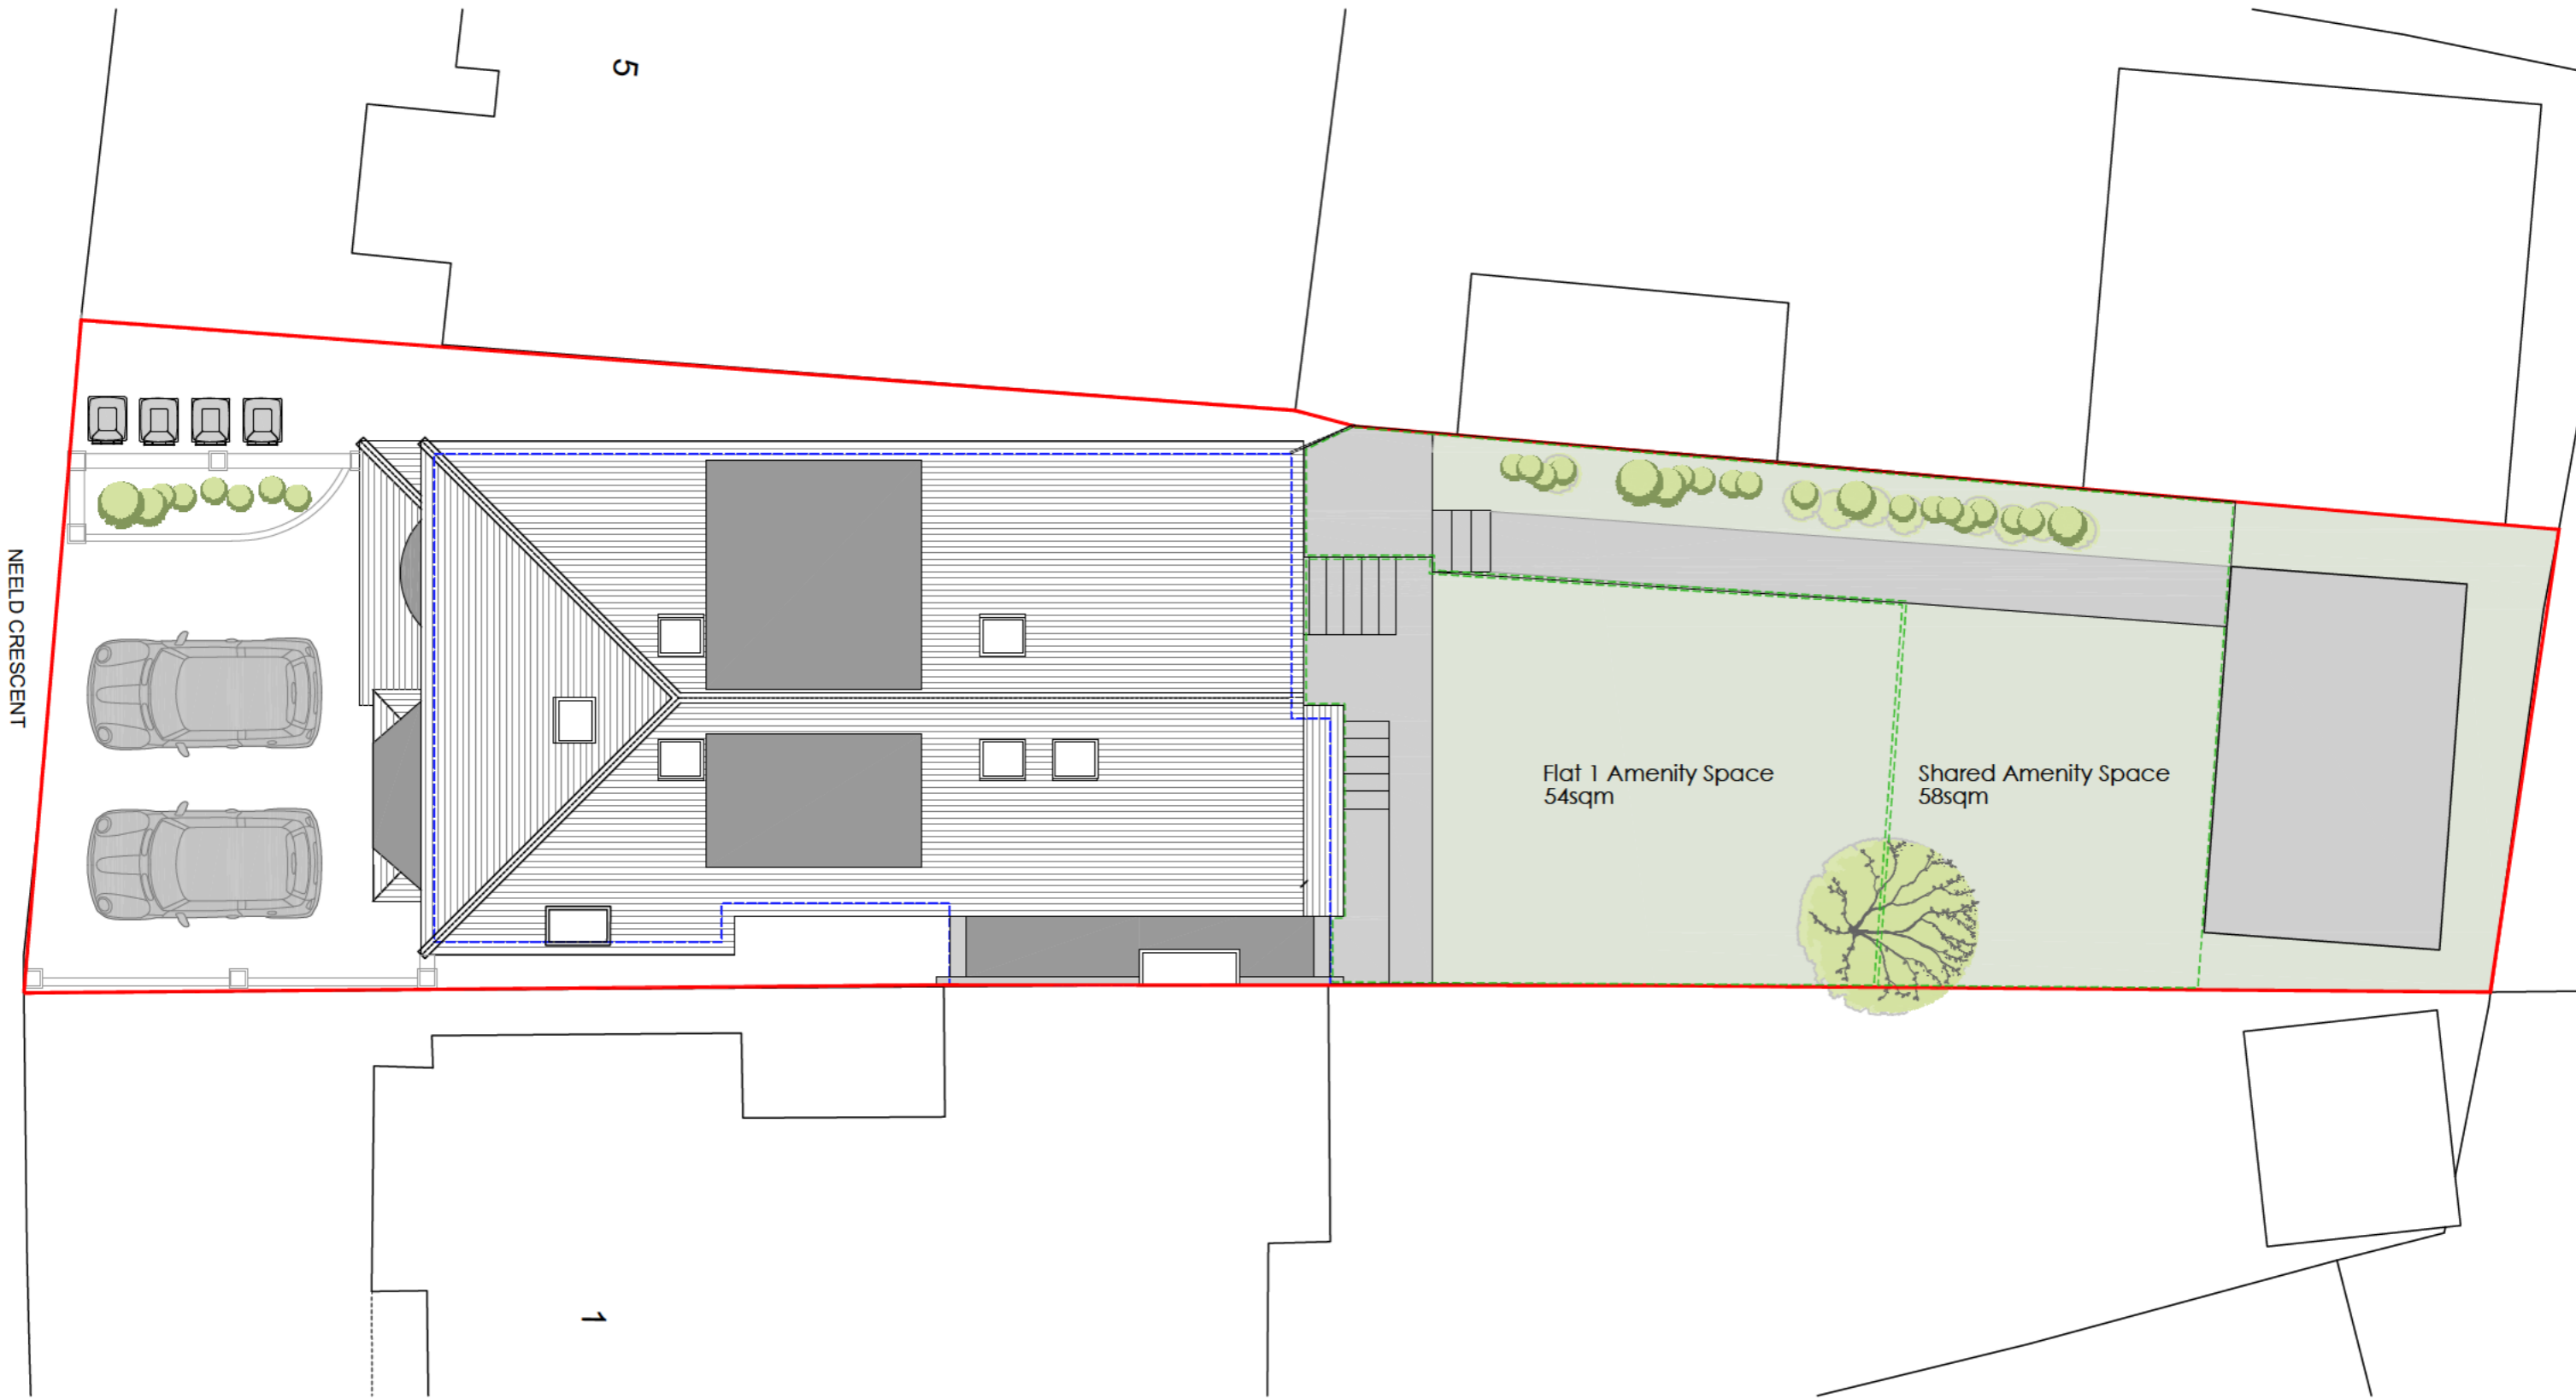 5
NEELD CRESCENT
Flat 1 Amenity Space
54sqm
Shared Amenity Space
58sqm
1